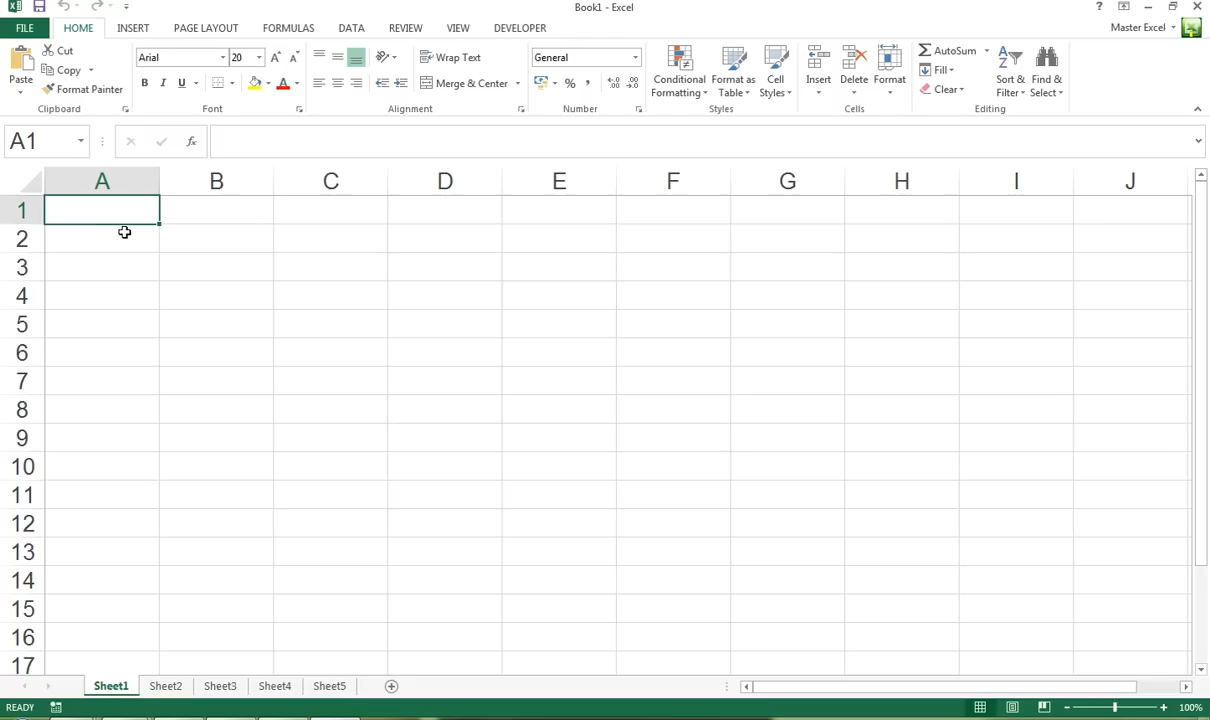 Book1 - Excel
FILE HOME INSERT PAGE LAYOUT FORMULAS DATA REVIEW VIEW DEVELOPER Master Excel
Cut
Copy
Format Painter
Paste
Clipboard
Arial 20
B I U
Font
Wrap Text
Merge & Center
Alignment
General
Number
Conditional Formatting
Format as Table
Cell Styles
Styles
Insert Delete Format
Cells
AutoSum
Fill
Clear
Sort & Filter
Find & Select
Editing
A1
A B C D E F G H I J
1
2
3
4
5
6
7
8
9
10
11
12
13
14
15
16
17
Sheet1 Sheet2 Sheet3 Sheet4 Sheet5
READY 100%